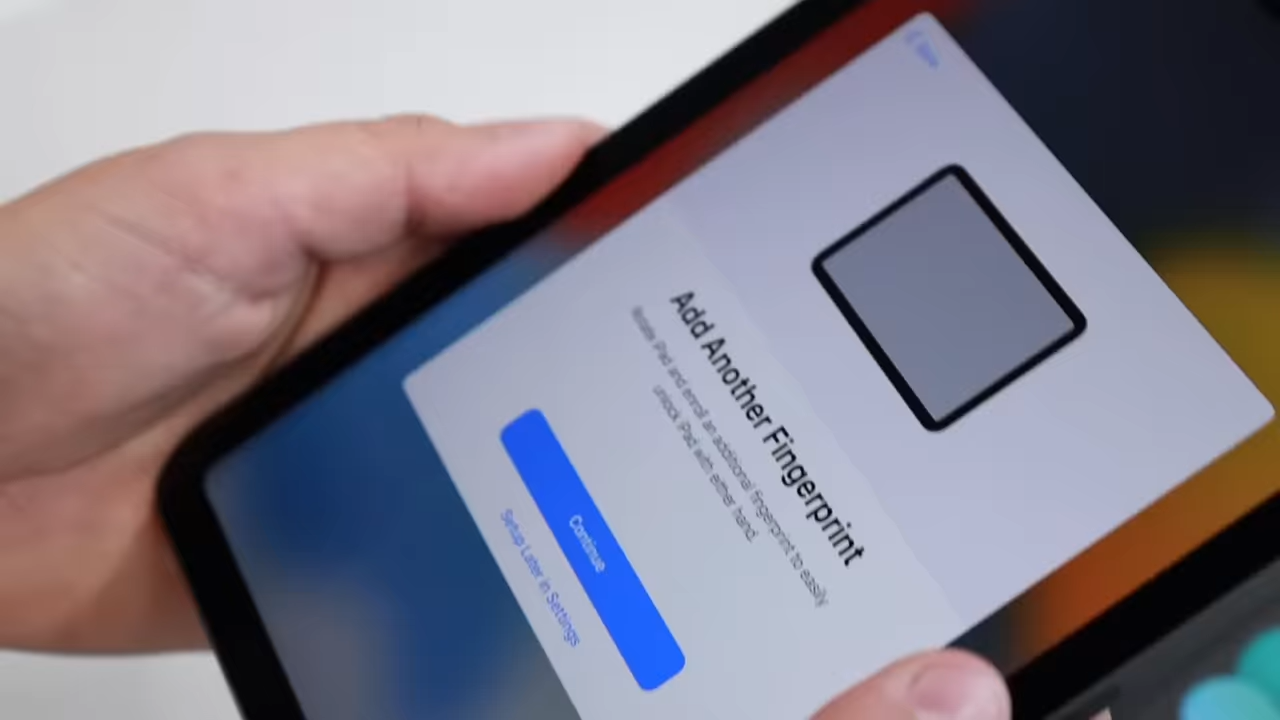 Add Another Fingerprint
Rotate iPad and enroll an additional fingerprint to easily
unlock iPad with either hand.
Continue
Set Up Later in Settings